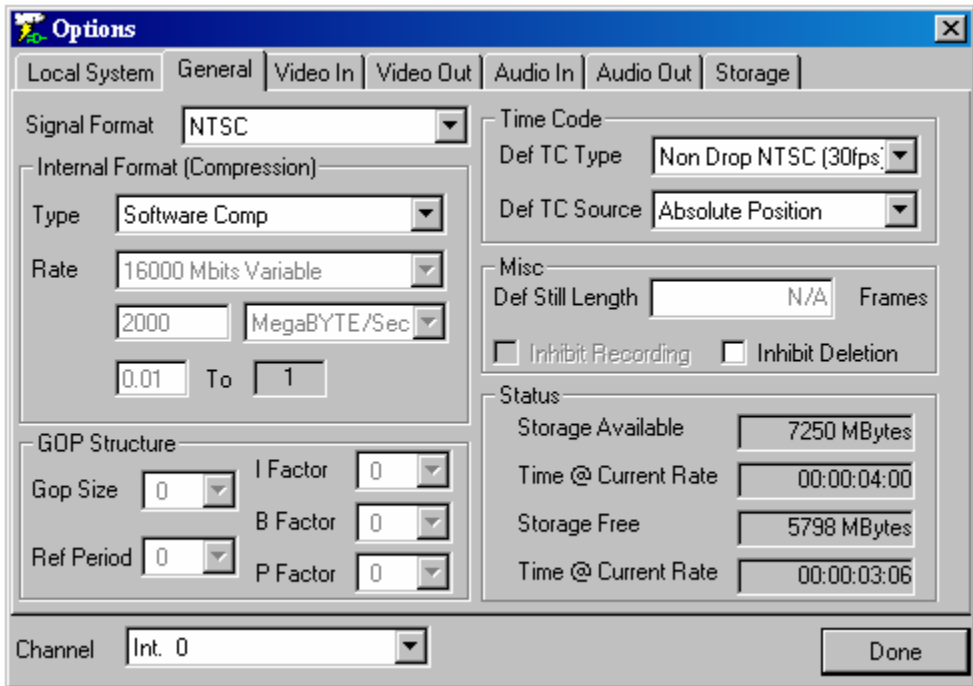 Options
Local System General Video In Video Out Audio In Audio Out Storage
Signal Format NTSC
Internal Format (Compression)
Type Software Comp
Rate 16000 Mbits Variable
2000 MegaBYTE/Sec
0.01 To 1
GOP Structure
Gop Size 0
Ref Period 0
I Factor 0
B Factor 0
P Factor 0
Time Code
Def TC Type Non Drop NTSC (30fps)
Def TC Source Absolute Position
Misc
Def Still Length N/A Frames
Inhibit Recording Inhibit Deletion
Status
Storage Available 7250 MBytes
Time @ Current Rate 00:00:04:00
Storage Free 5798 MBytes
Time @ Current Rate 00:00:03:06
Channel Int. 0
Done